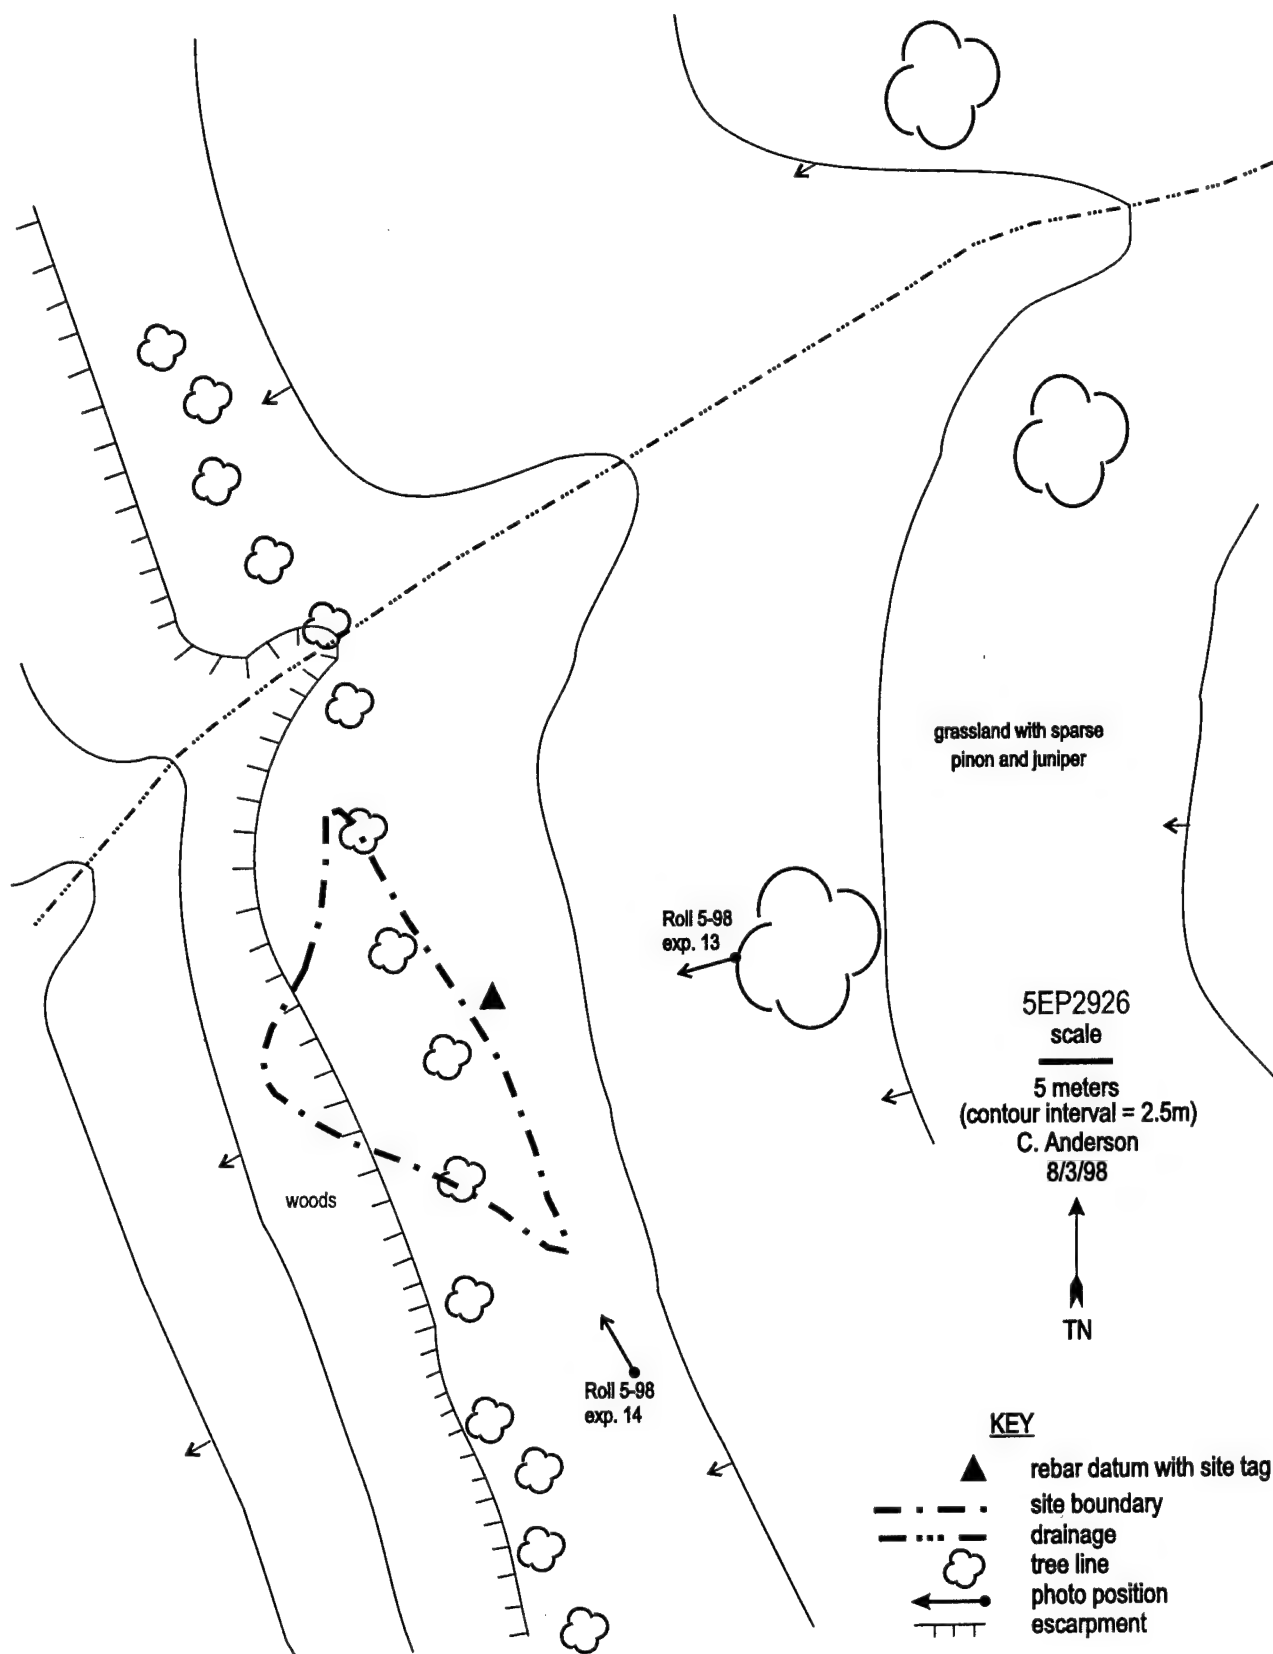 grassland with sparse
pinon and juniper
Roll 5-98
exp. 13
5EP2926
scale
5 meters
(contour interval = 2.5m)
C. Anderson
8/3/98
TN
woods
Roll 5-98
exp. 14
KEY
rebar datum with site tag
site boundary
drainage
tree line
photo position
escarpment